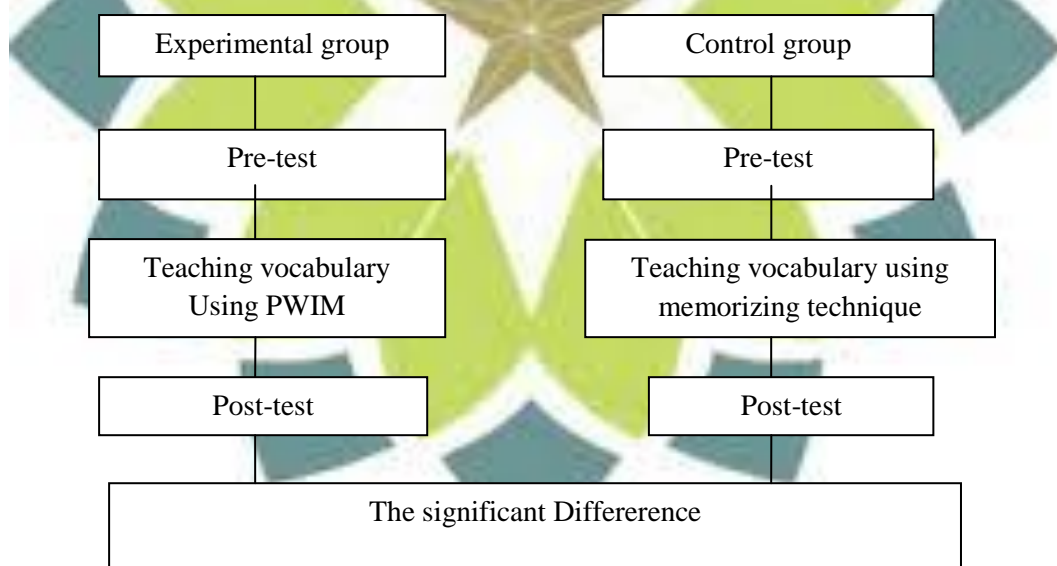 Experimental group
Control group
Pre-test
Pre-test
Teaching vocabulary
Using PWIM
Teaching vocabulary using
memorizing technique
Post-test
Post-test
The significant Differerence